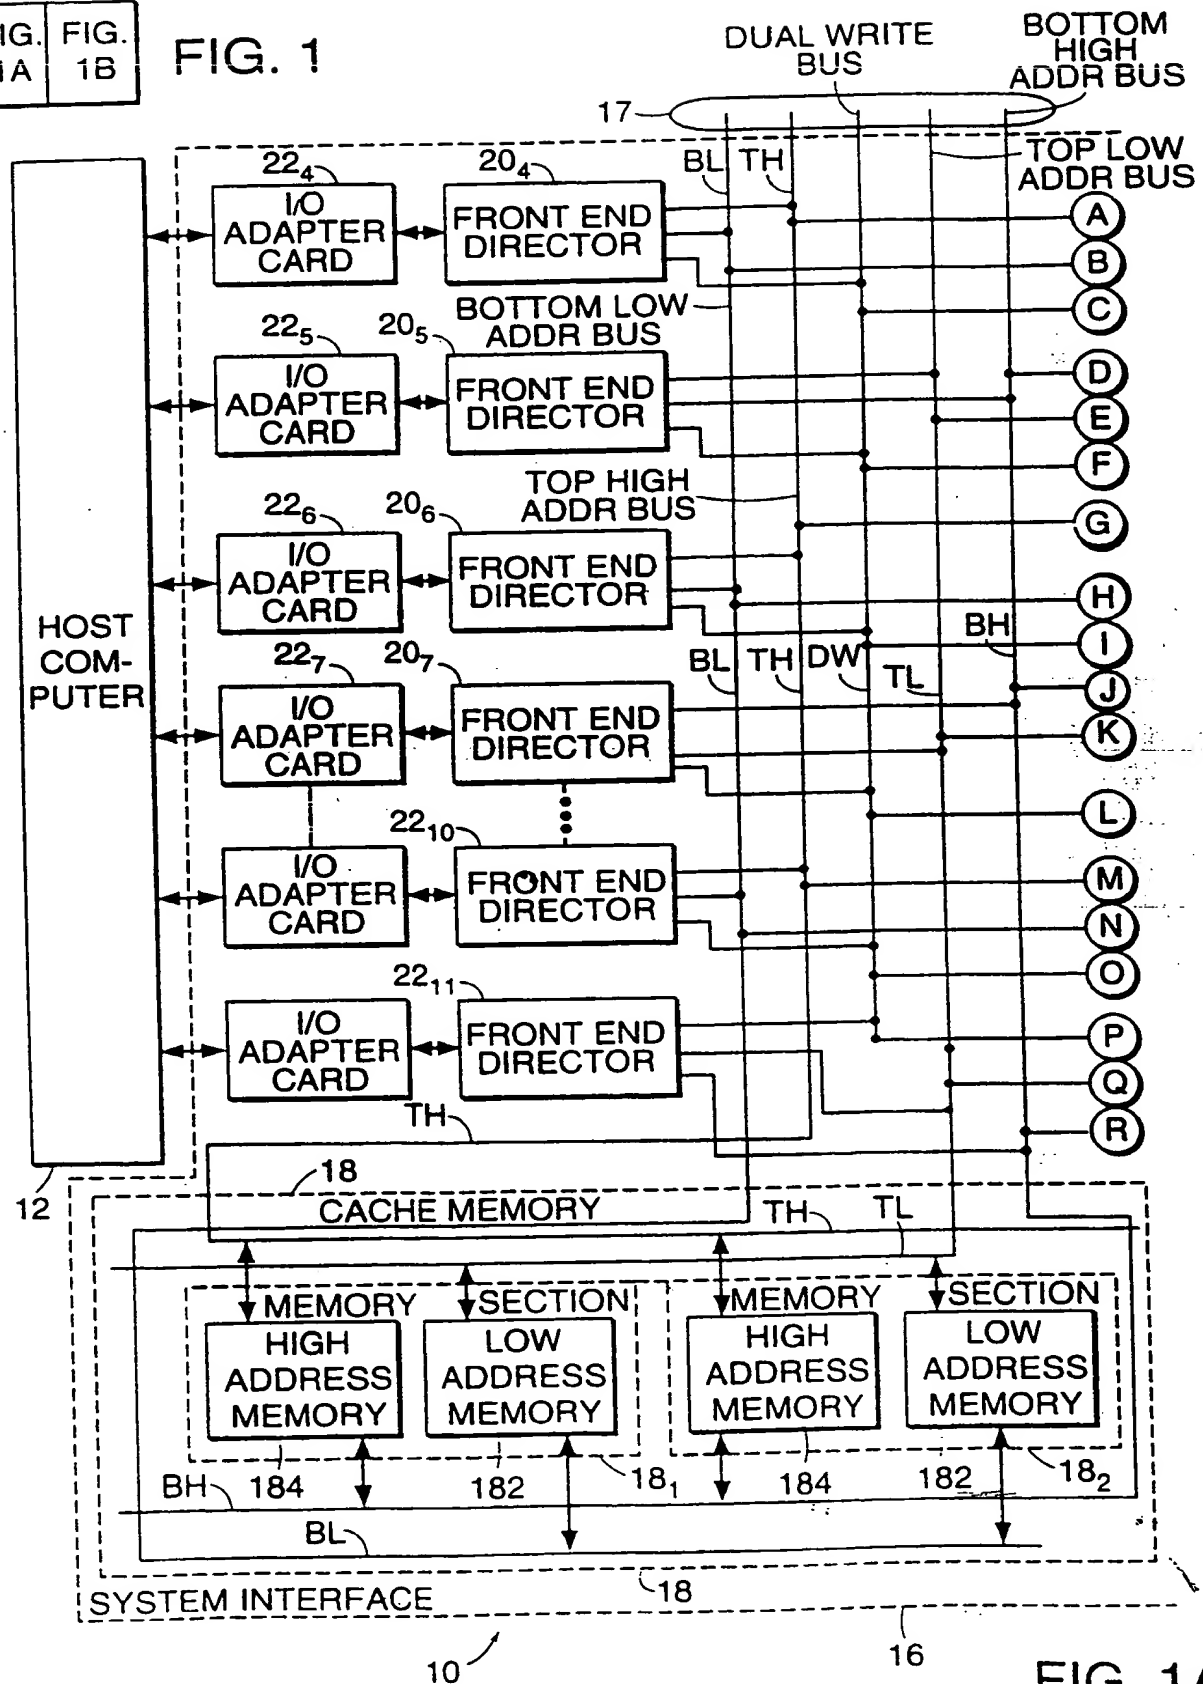 FIG. FIG.
1A 1B
FIG. 1
DUAL WRITE
BUS
BOTTOM
HIGH
ADDR BUS
17
BL TH
TOP LOW
ADDR BUS
22₄ 20₄
I/O
ADAPTER
CARD
FRONT END
DIRECTOR
A
B
C
BOTTOM LOW
ADDR BUS
22₅ 20₅
I/O
ADAPTER
CARD
FRONT END
DIRECTOR
D
E
F
TOP HIGH
ADDR BUS
22₆ 20₆
I/O
ADAPTER
CARD
FRONT END
DIRECTOR
G
H
I
HOST
COM-
PUTER
BL TH DW TL BH
22₇ 20₇
I/O
ADAPTER
CARD
FRONT END
DIRECTOR
J
K
L
22₁₀
I/O
ADAPTER
CARD
FRONT END
DIRECTOR
M
N
O
22₁₁
I/O
ADAPTER
CARD
FRONT END
DIRECTOR
P
Q
R
TH
12
18
CACHE MEMORY
TH TL
MEMORY SECTION
HIGH
ADDRESS
MEMORY
LOW
ADDRESS
MEMORY
MEMORY SECTION
HIGH
ADDRESS
MEMORY
LOW
ADDRESS
MEMORY
BH 184 182 18₁ 184 182 18₂
BL
18
SYSTEM INTERFACE
10
16